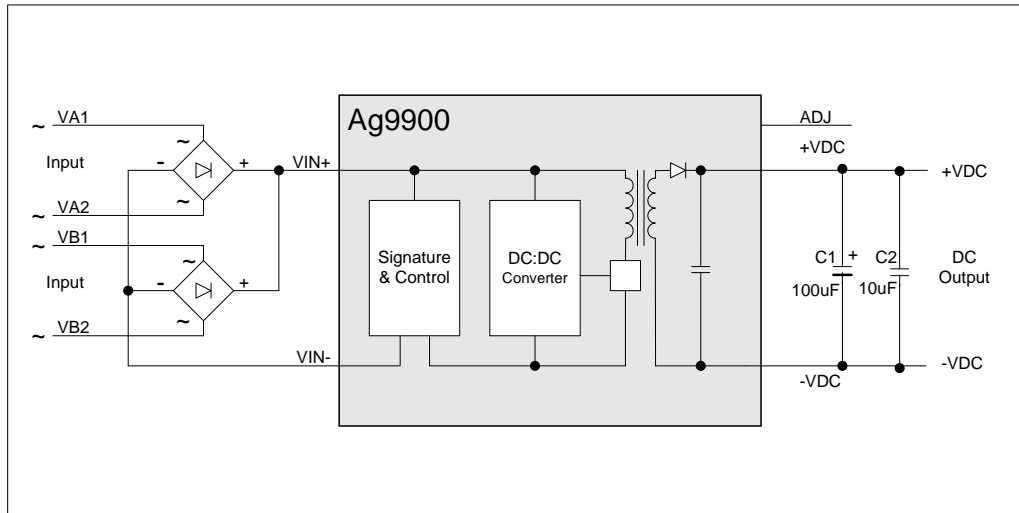 Ag9900
VA1
~
~
Input
-
+
VIN+
VA2
~
~
VB1
~
~
Input
-
+
VB2
~
~
VIN-
Signature
& Control
DC:DC
Converter
ADJ
+VDC
+VDC
C1
+
100uF
C2
10uF
DC
Output
-VDC
-VDC